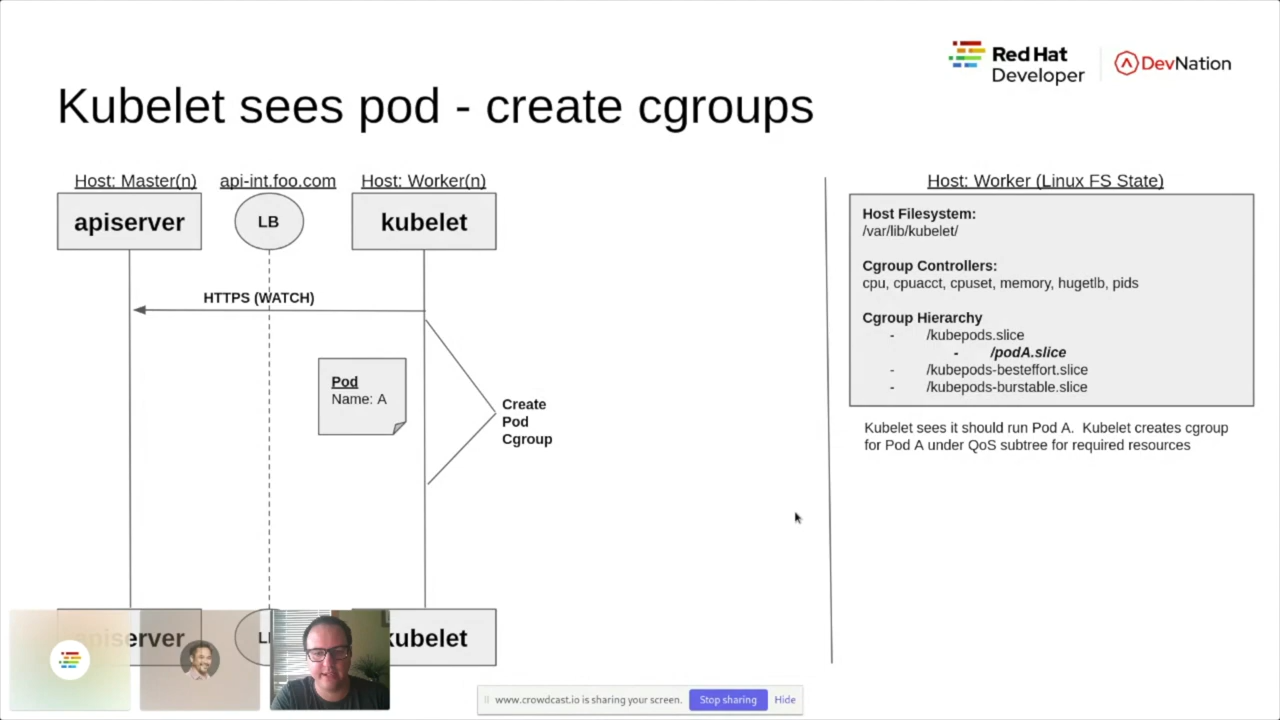 Red Hat
Developer
DevNation
Kubelet sees pod - create cgroups
Host: Master(n)
api-int.foo.com
Host: Worker(n)
apiserver
LB
kubelet
HTTPS (WATCH)
Pod
Name: A
Create
Pod
Cgroup
Host: Worker (Linux FS State)
Host Filesystem:
/var/lib/kubelet/
Cgroup Controllers:
cpu, cpuacct, cpuset, memory, hugetlb, pids
Cgroup Hierarchy
- /kubepods.slice
- /podA.slice
- /kubepods-besteffort.slice
- /kubepods-burstable.slice
Kubelet sees it should run Pod A. Kubelet creates cgroup
for Pod A under QoS subtree for required resources
apiserver
L
kubelet
www.crowdcast.io is sharing your screen.
Stop sharing
Hide